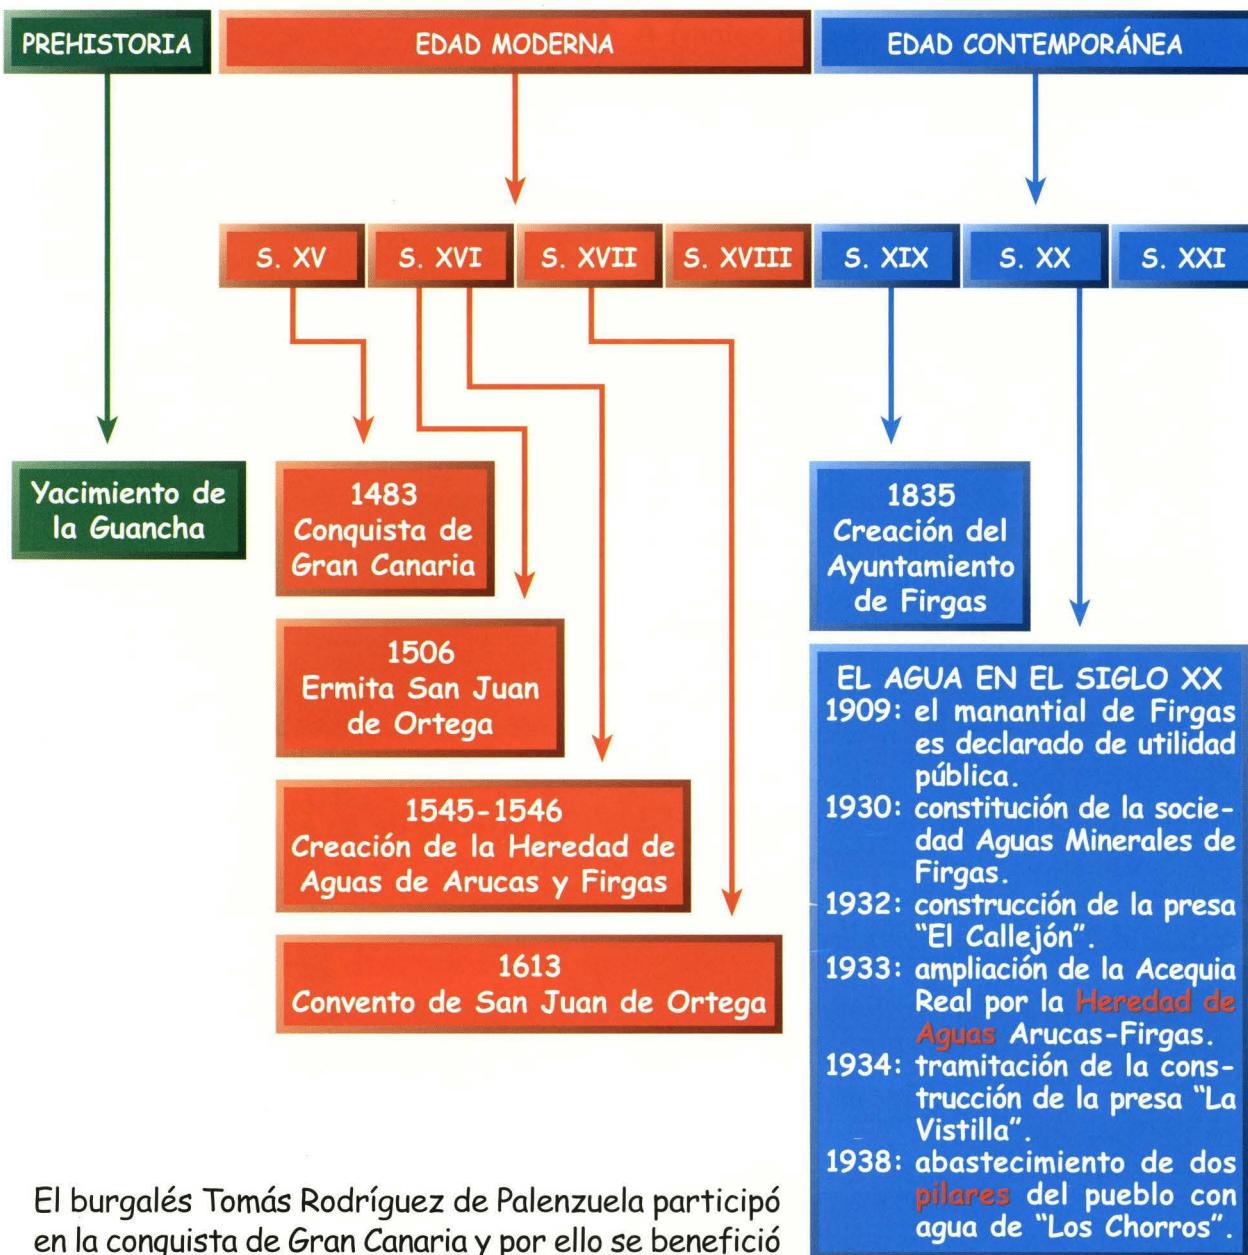 PREHISTORIA
EDAD MODERNA
EDAD CONTEMPORÁNEA
S. XV
S. XVI
S. XVII
S. XVIII
S. XIX
S. XX
S. XXI
Yacimiento de
la Guancha
1483
Conquista de
Gran Canaria
1506
Ermita San Juan
de Ortega
1545-1546
Creación de la Heredad de
Aguas de Arucas y Firgas
1613
Convento de San Juan de Ortega
1835
Creación del
Ayuntamiento
de Firgas
EL AGUA EN EL SIGLO XX
1909: el manantial de Firgas
es declarado de utilidad
pública.
1930: constitución de la socie-
dad Aguas Minerales de
Firgas.
1932: construcción de la presa
“El Callejón”.
1933: ampliación de la Acequia
Real por la Heredad de
Aguas Arucas-Firgas.
1934: tramitación de la cons-
trucción de la presa “La
Vistilla”.
1938: abastecimiento de dos
pilares del pueblo con
agua de “Los Chorros”.
El burgalés Tomás Rodríguez de Palenzuela participó
en la conquista de Gran Canaria y por ello se benefició